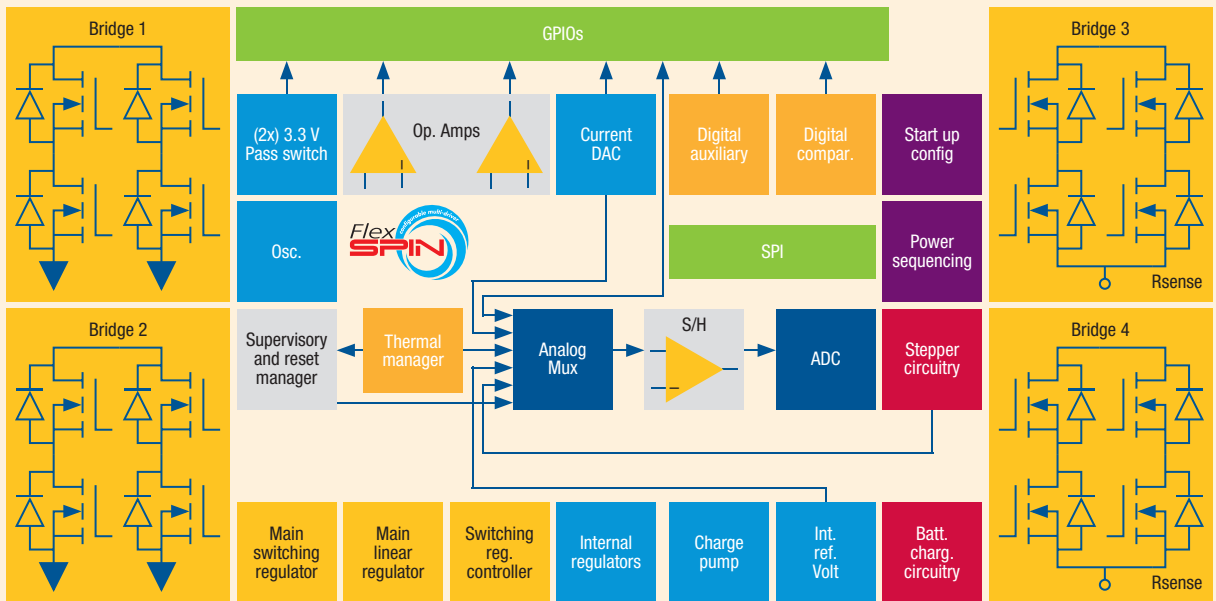 Bridge 1
GPIOs
Bridge 3
(2x) 3.3 V
Pass switch
Op. Amps
Current
DAC
Digital
auxiliary
Digital
compar.
Start up
config
Osc.
Flex
SPIN
configurable multi-driver
SPI
Power
sequencing
Rsense
Bridge 2
Supervisory
and reset
manager
Thermal
manager
Analog
Mux
S/H
ADC
Stepper
circuitry
Bridge 4
Main
switching
regulator
Main
linear
regulator
Switching
reg.
controller
Internal
regulators
Charge
pump
Int.
ref.
Volt
Batt.
charg.
circuitry
Rsense